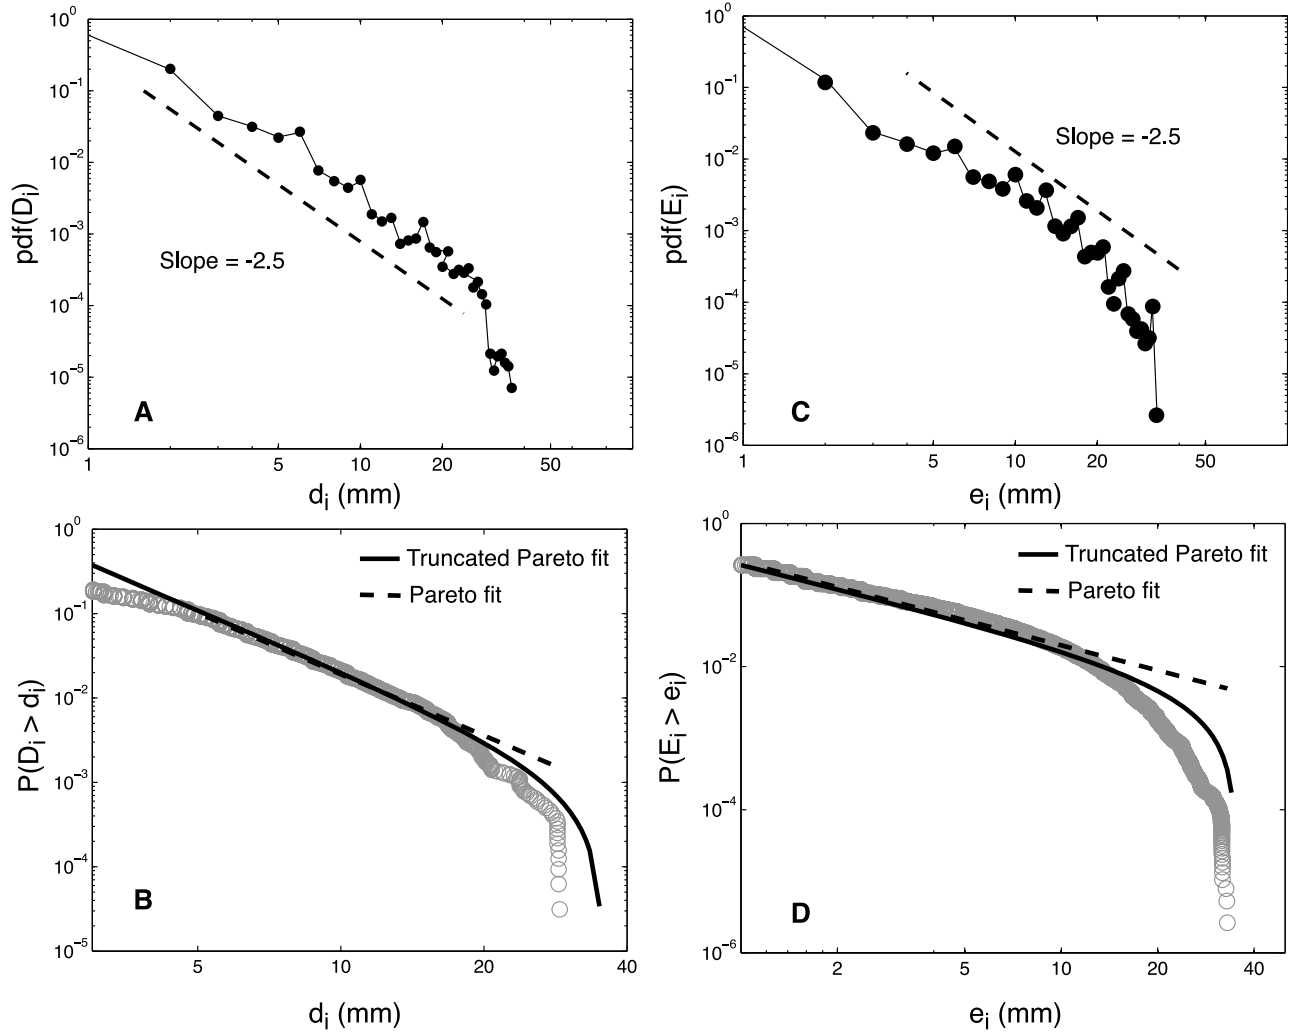 10^0
10^-1
10^-2
10^-3
10^-4
10^-5
10^-6
pdf(D_i)
Slope = -2.5
A
1 5 10 20 50
d_i (mm)
10^0
10^-1
10^-2
10^-3
10^-4
10^-5
10^-6
pdf(E_i)
Slope = -2.5
C
1 5 10 20 50
e_i (mm)
10^0
10^-1
10^-2
10^-3
10^-4
10^-5
P(D_i > d_i)
Truncated Pareto fit
Pareto fit
B
5 10 20 40
d_i (mm)
10^0
10^-2
10^-4
10^-6
P(E_i > e_i)
Truncated Pareto fit
Pareto fit
D
2 5 10 20 40
e_i (mm)